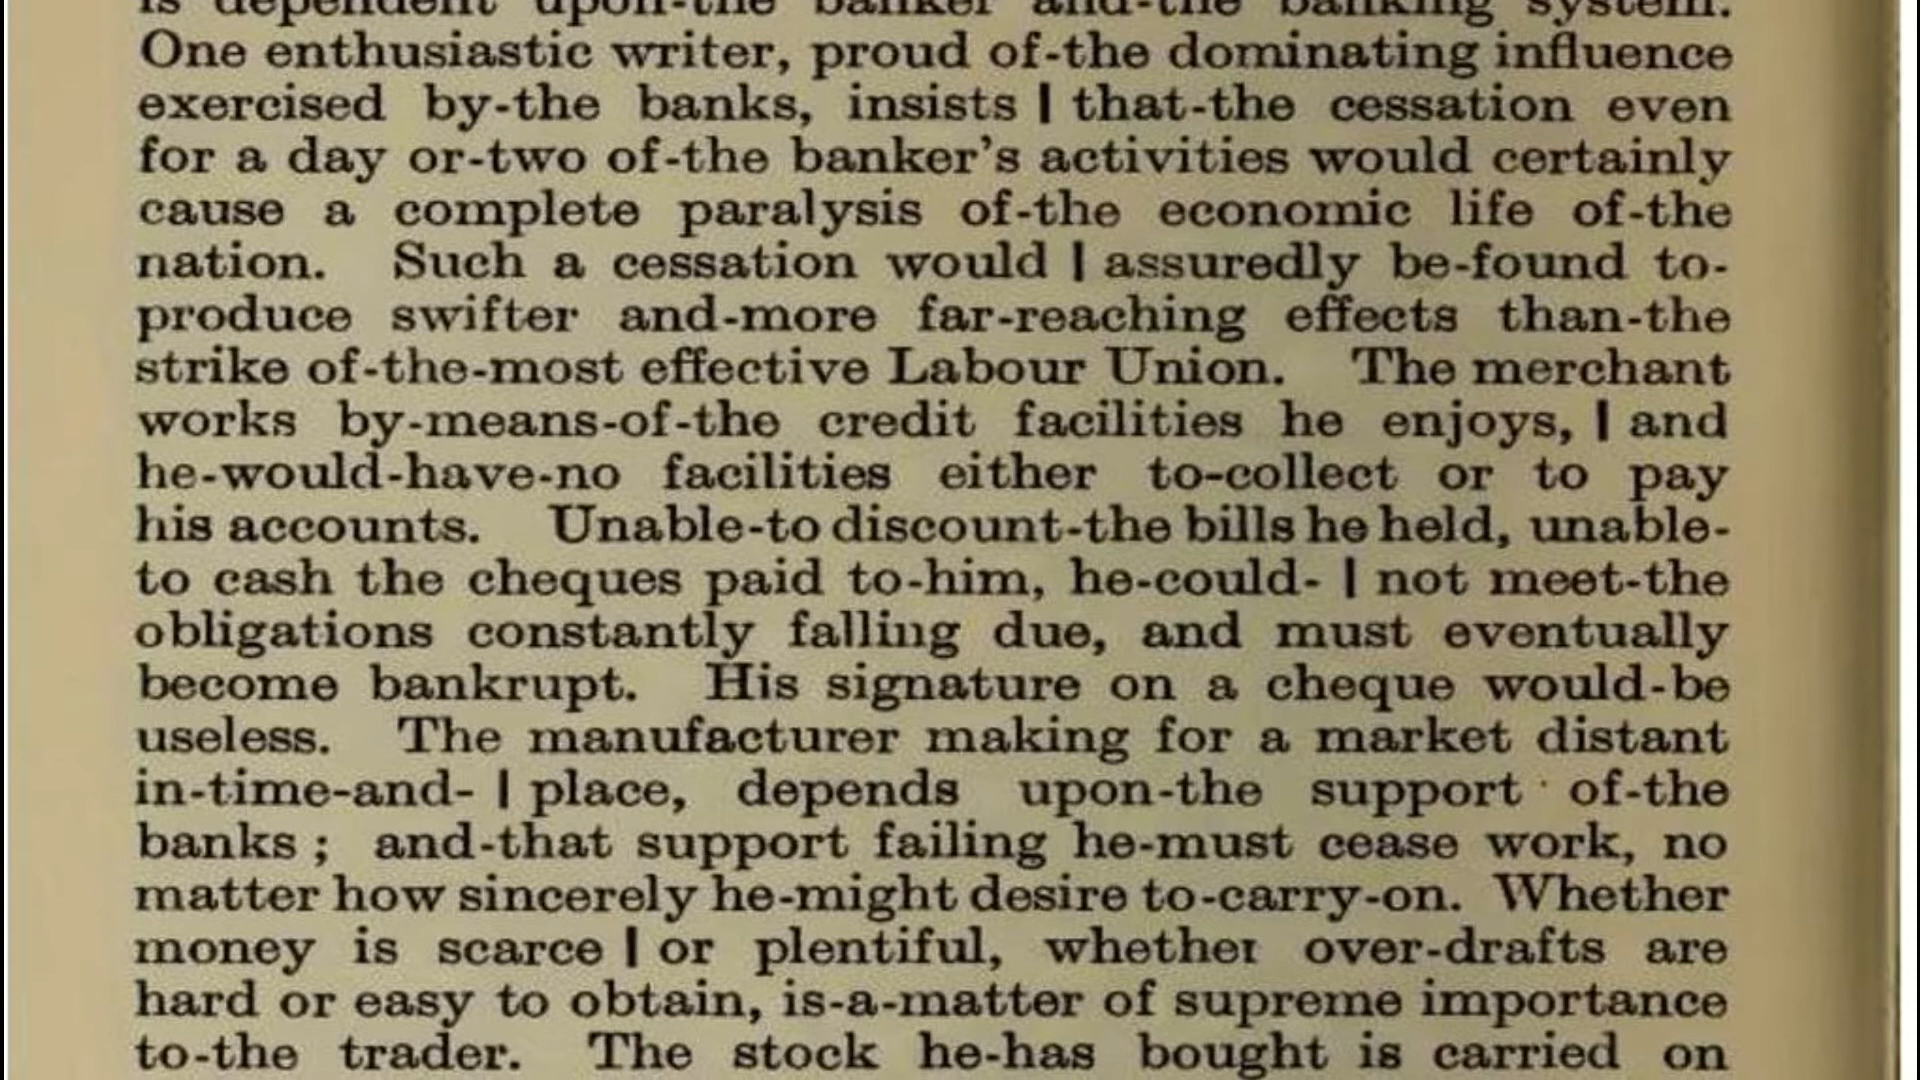 is dependent upon-the banker and-the banking system.
One enthusiastic writer, proud of-the dominating influence
exercised by-the banks, insists | that-the cessation even
for a day or-two of-the banker's activities would certainly
cause a complete paralysis of-the economic life of-the
nation. Such a cessation would | assuredly be-found to-
produce swifter and-more far-reaching effects than-the
strike of-the-most effective Labour Union. The merchant
works by-means-of-the credit facilities he enjoys, | and
he-would-have-no facilities either to-collect or to pay
his accounts. Unable-to discount-the bills he held, unable-
to cash the cheques paid to-him, he-could- | not meet-the
obligations constantly falling due, and must eventually
become bankrupt. His signature on a cheque would-be
useless. The manufacturer making for a market distant
in-time-and- | place, depends upon-the support of-the
banks ; and-that support failing he-must cease work, no
matter how sincerely he-might desire to-carry-on. Whether
money is scarce | or plentiful, whether over-drafts are
hard or easy to obtain, is-a-matter of supreme importance
to-the trader. The stock he-has bought is carried on